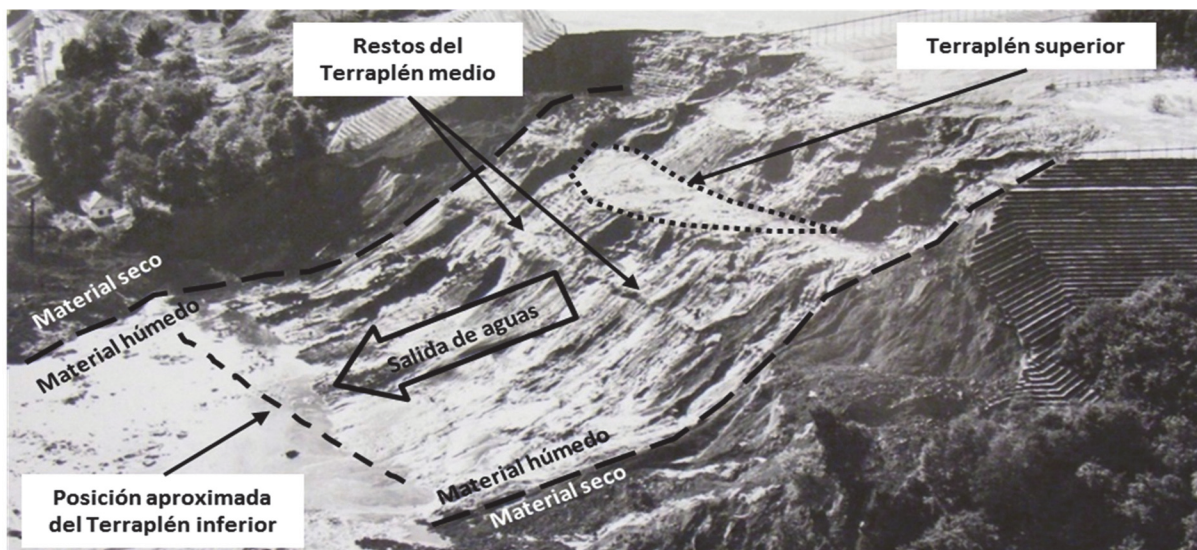 Restos del
Terraplén medio
Terraplén superior
Material seco
Material húmedo
Salida de aguas
Material húmedo
Material seco
Posición aproximada
del Terraplén inferior